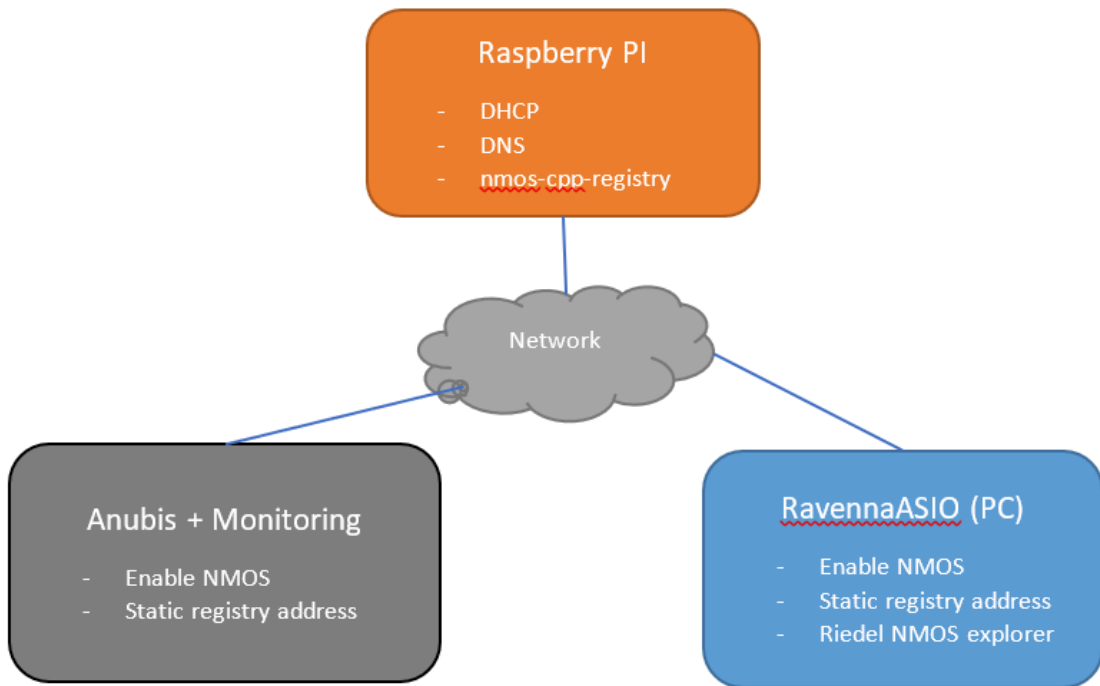 Raspberry PI
- DHCP
- DNS
- nmos-cpp-registry
Network
Anubis + Monitoring
- Enable NMOS
- Static registry address
RavennaASIO (PC)
- Enable NMOS
- Static registry address
- Riedel NMOS explorer